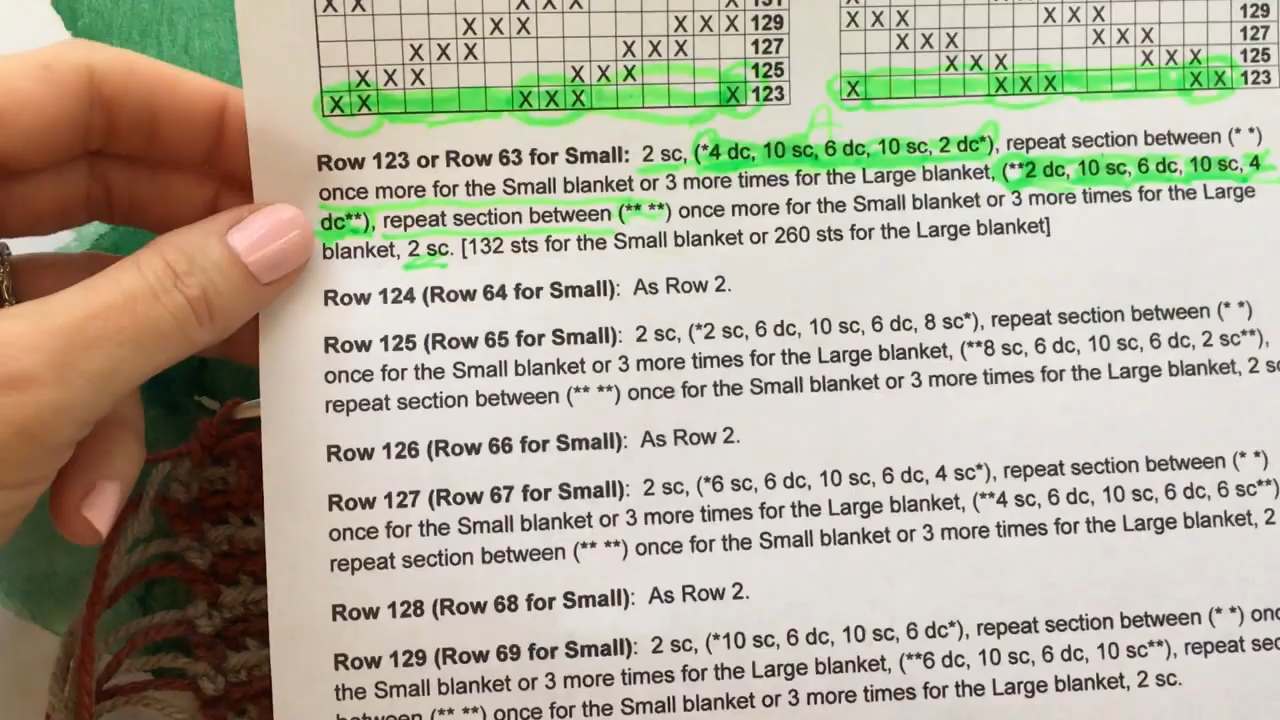 X X X X X X 131
X X X X X X 129
X X X X X X 127
X X X X X X 125
X X X X X X 123
X X X X X X 129
X X X X X X 127
X X X X X X 125
X X X X X X 123
A
Row 123 or Row 63 for Small: 2 sc, (*4 dc, 10 sc, 6 dc, 10 sc, 2 dc*), repeat section between (* *)
once more for the Small blanket or 3 more times for the Large blanket, (**2 dc, 10 sc, 6 dc, 10 sc, 4
dc**), repeat section between (** **) once more for the Small blanket or 3 more times for the Large
blanket, 2 sc. [132 sts for the Small blanket or 260 sts for the Large blanket]
Row 124 (Row 64 for Small): As Row 2.
Row 125 (Row 65 for Small): 2 sc, (*2 sc, 6 dc, 10 sc, 6 dc, 8 sc*), repeat section between (* *)
once for the Small blanket or 3 more times for the Large blanket, (**8 sc, 6 dc, 10 sc, 6 dc, 2 sc**),
repeat section between (** **) once for the Small blanket or 3 more times for the Large blanket, 2
Row 126 (Row 66 for Small): As Row 2.
Row 127 (Row 67 for Small): 2 sc, (*6 sc, 6 dc, 10 sc, 6 dc, 4 sc*), repeat section between (* *)
once for the Small blanket or 3 more times for the Large blanket, (**4 sc, 6 dc, 10 sc, 6 dc, 6 sc**)
repeat section between (** **) once for the Small blanket or 3 more times for the Large blanket, 2
Row 128 (Row 68 for Small): As Row 2.
Row 129 (Row 69 for Small): 2 sc, (*10 sc, 6 dc, 10 sc, 6 dc*), repeat section between (* *)
the Small blanket or 3 more times for the Large blanket, (**6 dc, 10 sc, 6 dc, 10 sc**), repeat
between (** **) once for the Small blanket or 3 more times for the Large blanket, 2 sc.